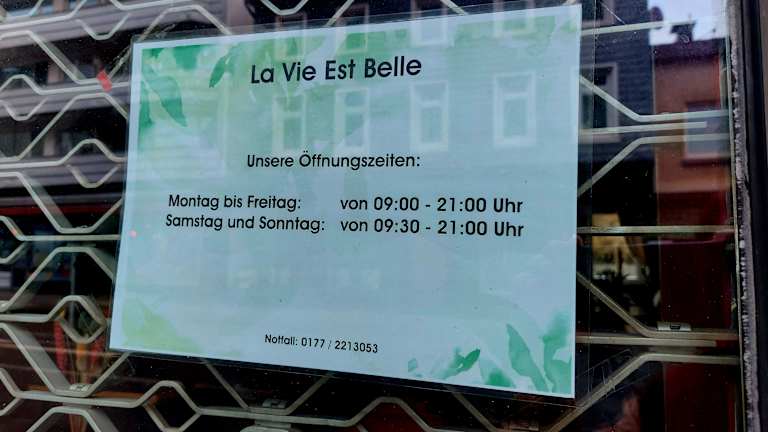 La Vie Est Belle
Unsere Öffnungszeiten:
Montag bis Freitag: von 09:00 - 21:00 Uhr
Samstag und Sonntag: von 09:30 - 21:00 Uhr
Notfall: 0177 / 2213053